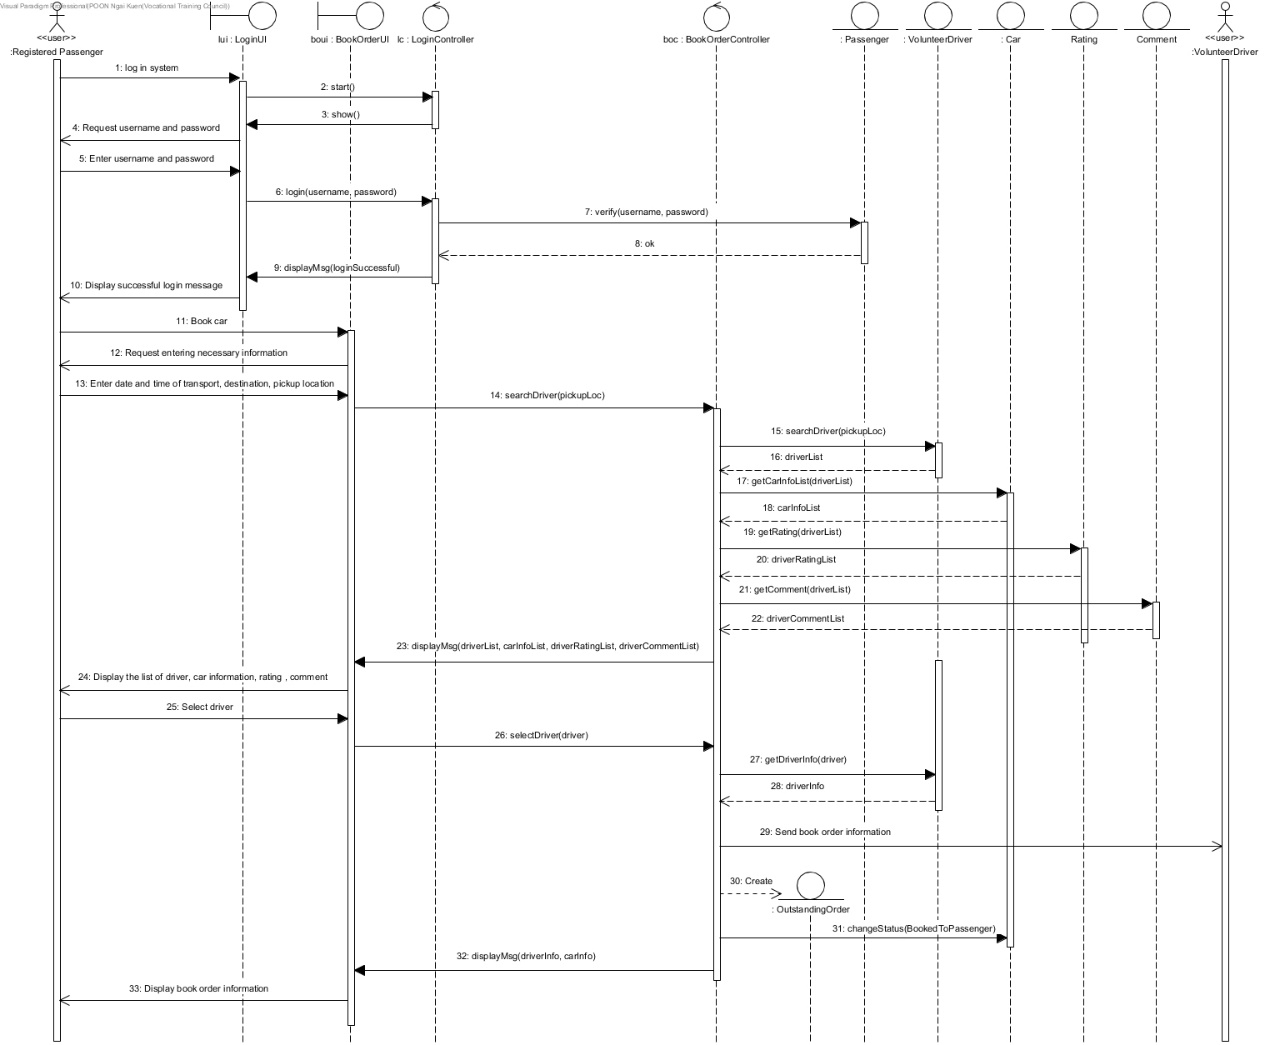 Visual Paradigm Professional(POON Ngai Kuen(Vocational Training Council))
<<user>>
:Registered Passenger
lui : LoginUI
boui : BookOrderUI
lc : LoginController
boc : BookOrderController
: Passenger
: VolunteerDriver
: Car
Rating
Comment
<<user>>
:VolunteerDriver
1: log in system
2: start()
3: show()
4: Request username and password
5: Enter username and password
6: login(username, password)
7: verify(username, password)
8: ok
9: displayMsg(loginSuccessful)
10: Display successful login message
11: Book car
12: Request entering necessary information
13: Enter date and time of transport, destination, pickup location
14: searchDriver(pickupLoc)
15: searchDriver(pickupLoc)
16: driverList
17: getCarInfoList(driverList)
18: carInfoList
19: getRating(driverList)
20: driverRatingList
21: getComment(driverList)
22: driverCommentList
23: displayMsg(driverList, carInfoList, driverRatingList, driverCommentList)
24: Display the list of driver, car information, rating , comment
25: Select driver
26: selectDriver(driver)
27: getDriverInfo(driver)
28: driverInfo
29: Send book order information
30: Create
: OutstandingOrder
31: changeStatus(BookedToPassenger)
32: displayMsg(driverInfo, carInfo)
33: Display book order information